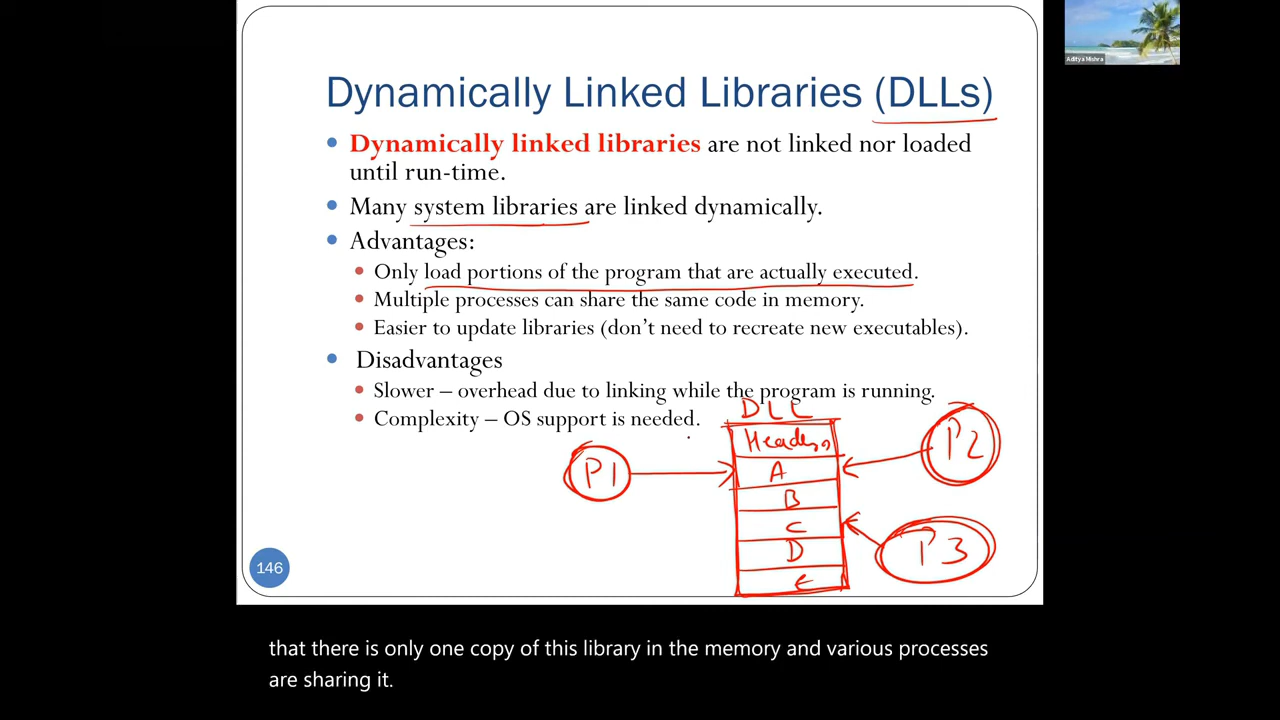 Aditya Mishra
Dynamically Linked Libraries (DLLs)
Dynamically linked libraries are not linked nor loaded
until run-time.
Many system libraries are linked dynamically.
Advantages:
Only load portions of the program that are actually executed.
Multiple processes can share the same code in memory.
Easier to update libraries (don't need to recreate new executables).
Disadvantages
Slower – overhead due to linking while the program is running.
Complexity – OS support is needed.
DLL
P1
A
B
C
D
E
P2
P3
146
that there is only one copy of this library in the memory and various processes
are sharing it.